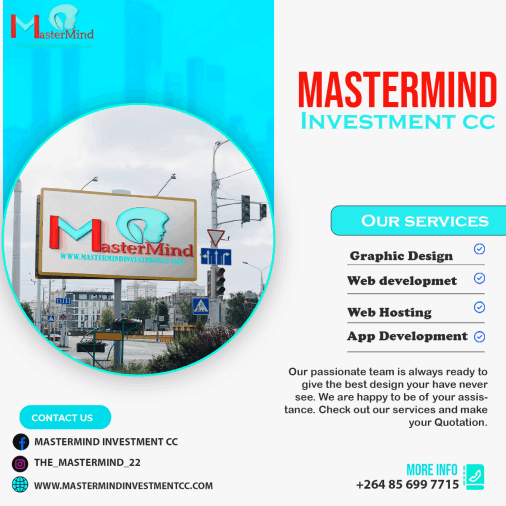 MasterMind
MASTERMIND
INVESTMENT CC
MasterMind
WWW.MASTERMINDINVESTMENTCC.COM
OUR SERVICES
Graphic Design
Web developmet
Web Hosting
App Development
Our passionate team is always ready to
give the best design your have never
see. We are happy to be of your assis-
tance. Check out our services and make
your Quotation.
CONTACT US
MASTERMIND INVESTMENT CC
THE_MASTERMIND_22
WWW.MASTERMINDINVESTMENTCC.COM
MORE INFO
+264 85 699 7715